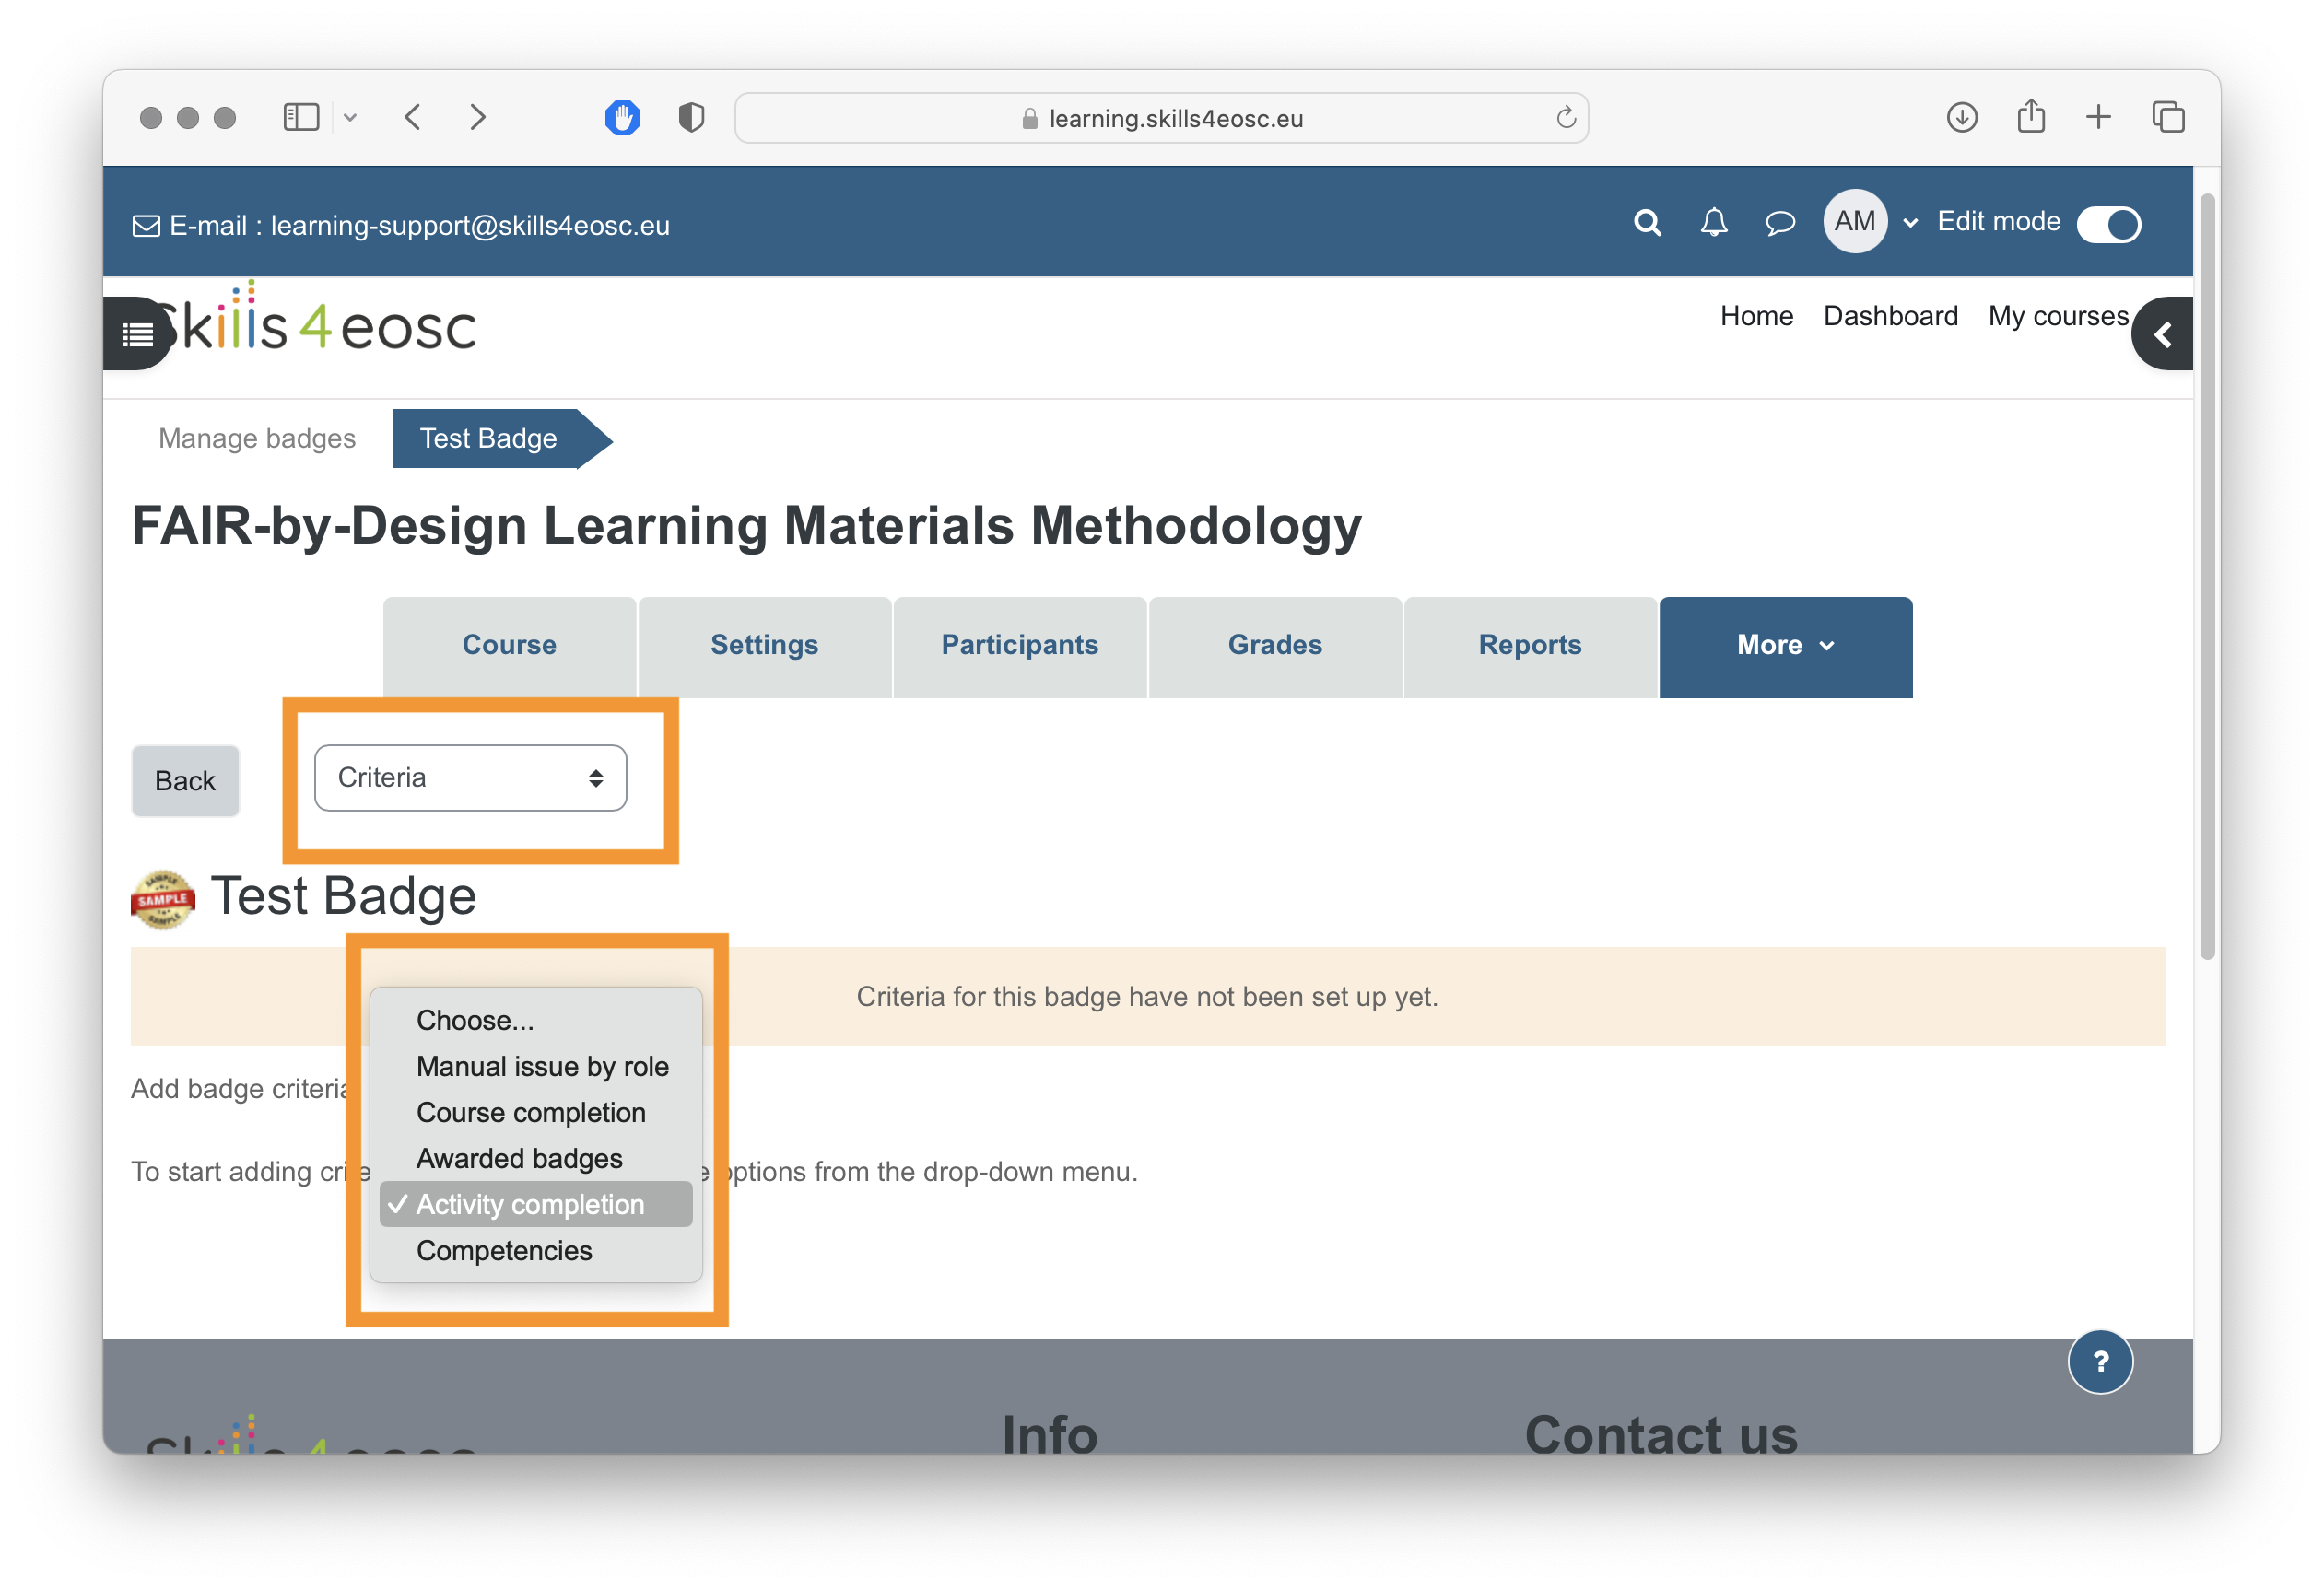 learning.skills4eosc.eu
E-mail : learning-support@skills4eosc.eu
AM
Edit mode
Skills 4 eosc
Home Dashboard My courses
Manage badges
Test Badge
FAIR-by-Design Learning Materials Methodology
Course Settings Participants Grades Reports More
Back
Criteria
SAMPLE
SAMPLE
SAMPLE
Test Badge
Criteria for this badge have not been set up yet.
Choose...
Manual issue by role
Add badge criteria
Course completion
Awarded badges
To start adding options from the drop-down menu.
Activity completion
Competencies
?
Skills 4 eosc
Info
Contact us